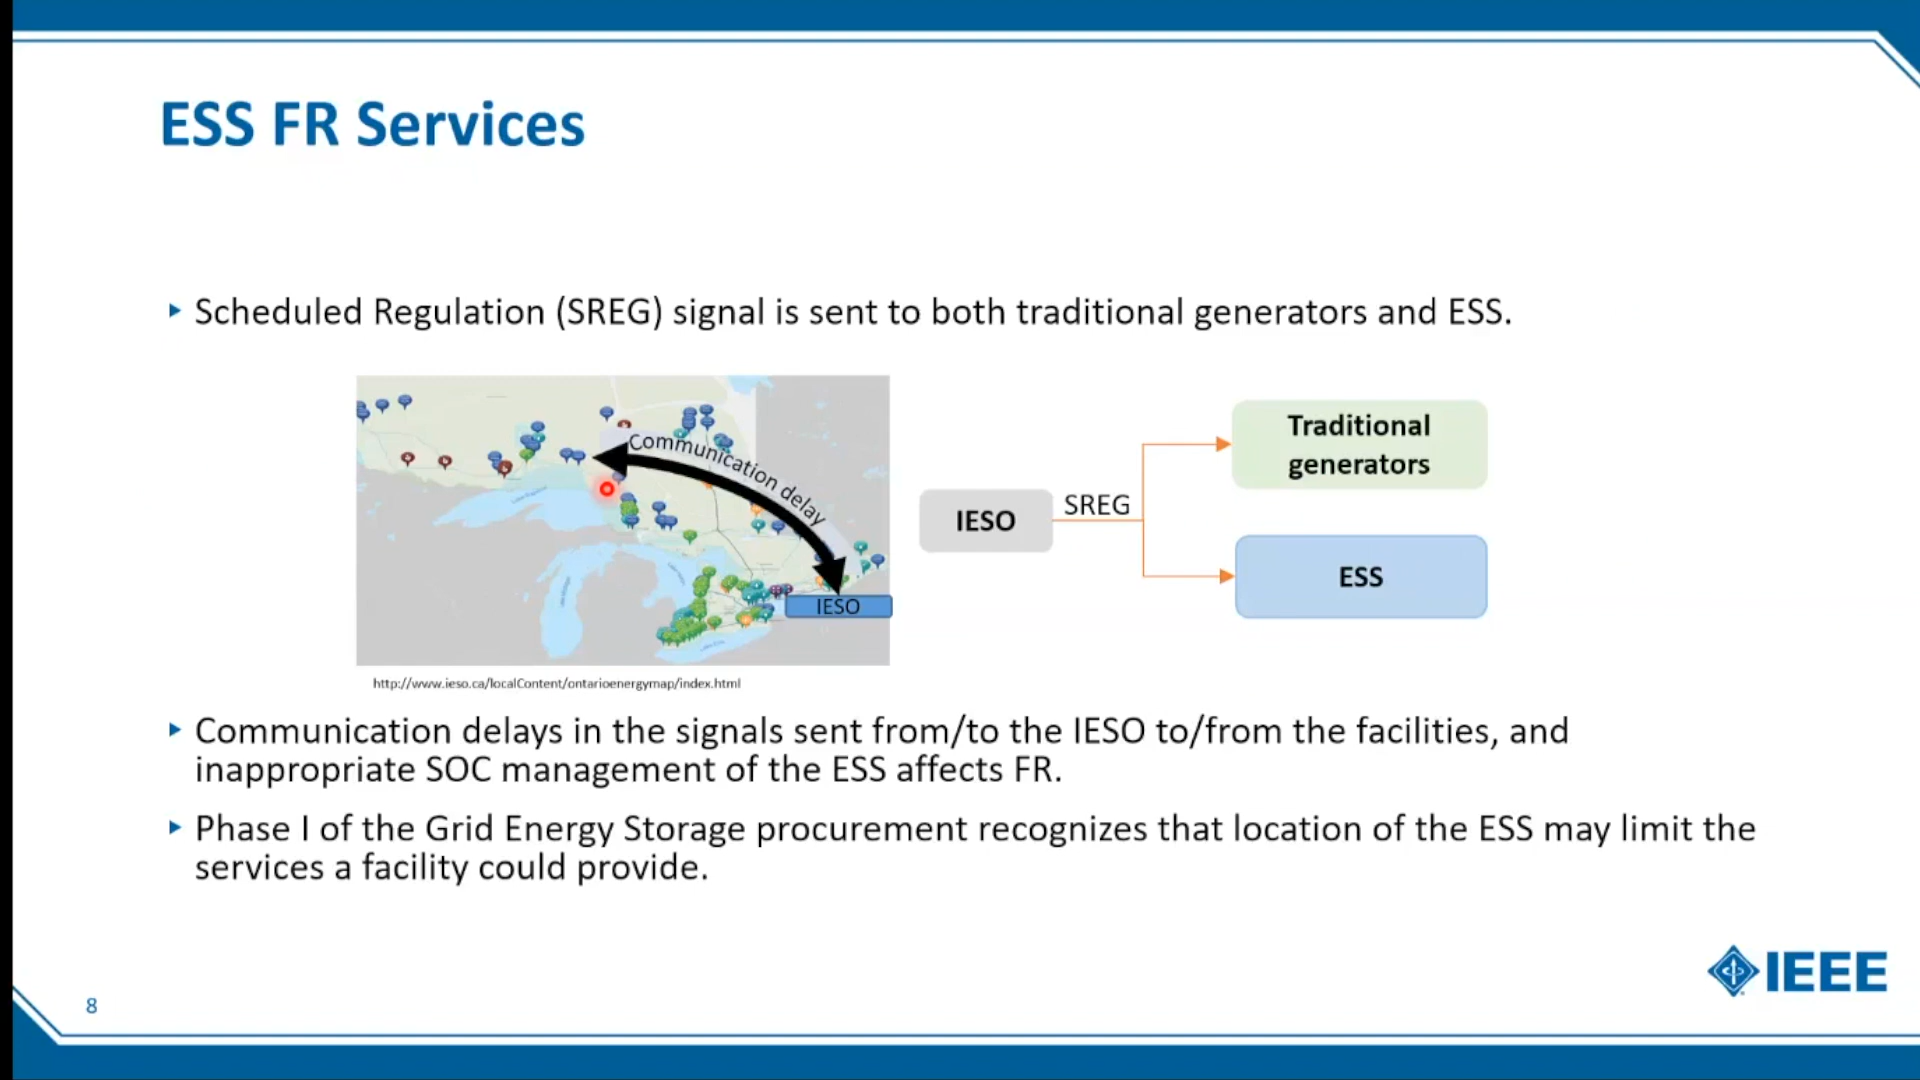 ESS FR Services
Scheduled Regulation (SREG) signal is sent to both traditional generators and ESS.
Communication delay
IESO
http://www.ieso.ca/localContent/ontarioenergymap/index.html
IESO
SREG
Traditional
generators
ESS
Communication delays in the signals sent from/to the IESO to/from the facilities, and
inappropriate SOC management of the ESS affects FR.
Phase I of the Grid Energy Storage procurement recognizes that location of the ESS may limit the
services a facility could provide.
IEEE
8